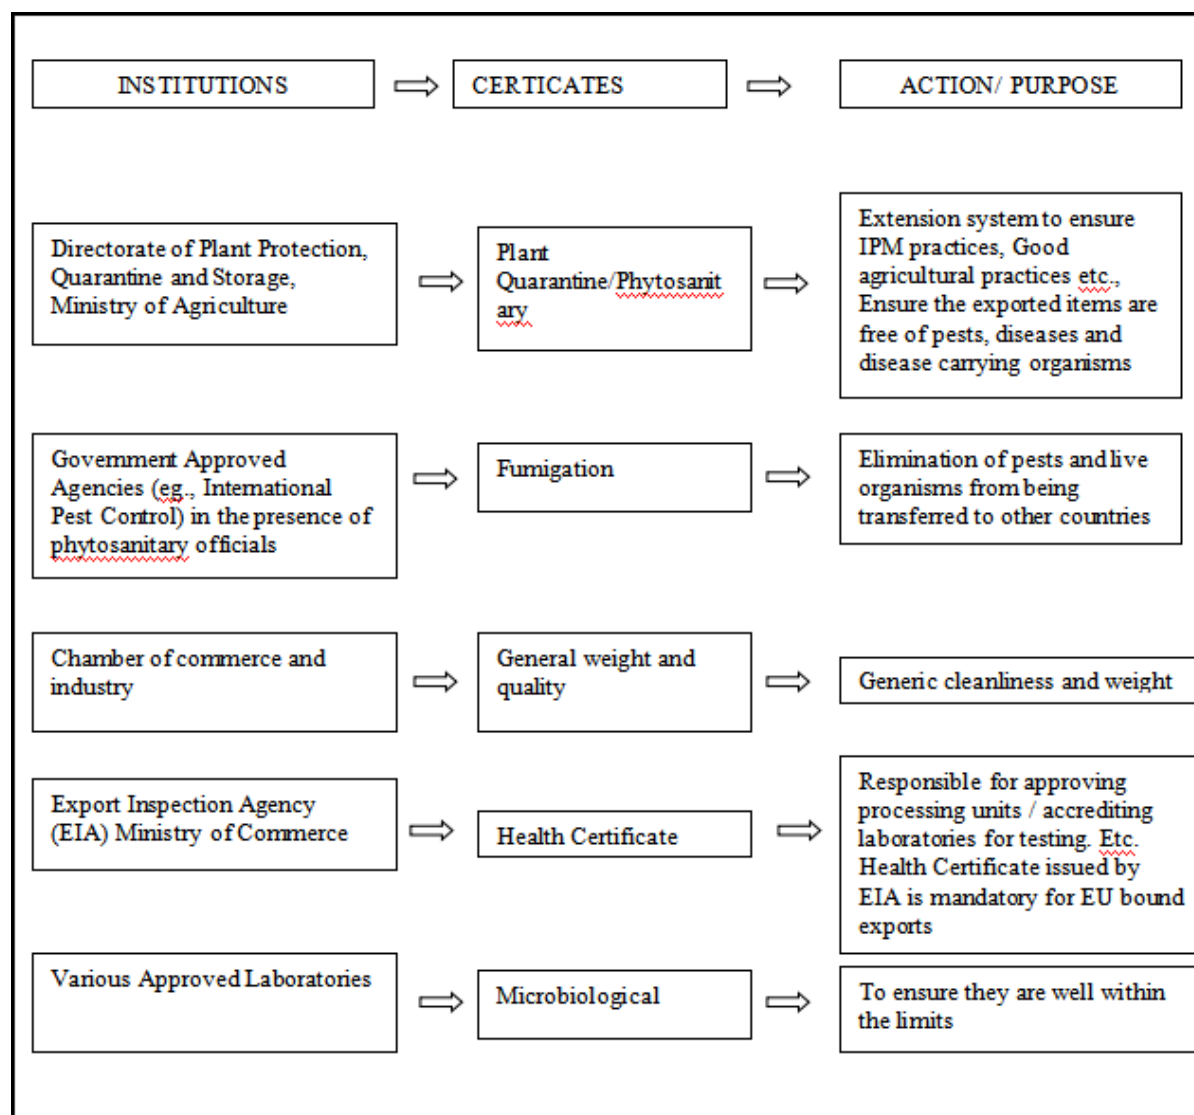 INSTITUTIONS
CERTICATES
ACTION/ PURPOSE
Directorate of Plant Protection,
Quarantine and Storage,
Ministry of Agriculture
Plant
Quarantine/Phytosanit
ary
Extension system to ensure
IPM practices, Good
agricultural practices etc.,
Ensure the exported items are
free of pests, diseases and
disease carrying organisms
Government Approved
Agencies (eg., International
Pest Control) in the presence of
phytosanitary officials
Fumigation
Elimination of pests and live
organisms from being
transferred to other countries
Chamber of commerce and
industry
General weight and
quality
Generic cleanliness and weight
Export Inspection Agency
(EIA) Ministry of Commerce
Health Certificate
Responsible for approving
processing units / accrediting
laboratories for testing. Etc.
Health Certificate issued by
EIA is mandatory for EU bound
exports
Various Approved Laboratories
Microbiological
To ensure they are well within
the limits